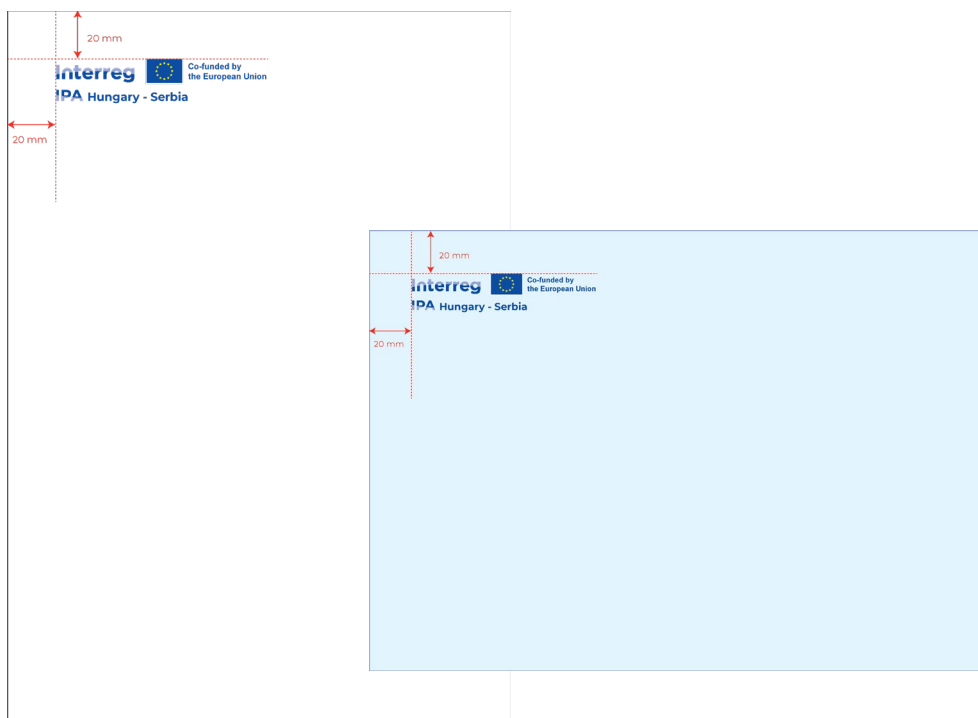 20 mm
Interreg
Co-funded by
the European Union
IPA Hungary - Serbia
20 mm
20 mm
Interreg
Co-funded by
the European Union
IPA Hungary - Serbia
20 mm